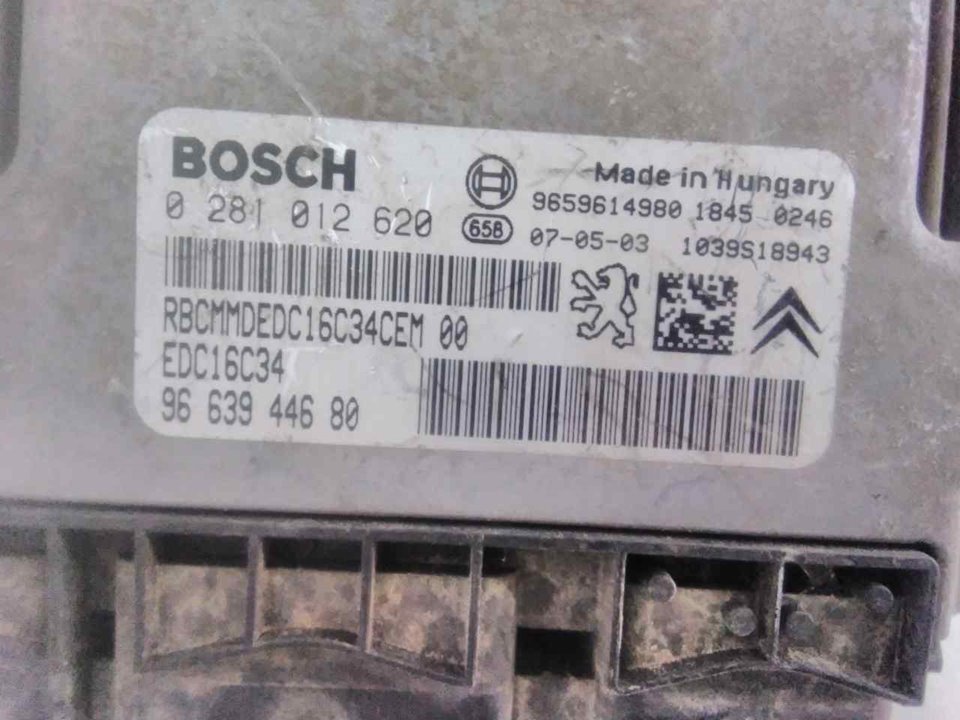 BOSCH
Made in Hungary
0 281 012 620
9659614980 1845 0246
658 07-05-03 1039S18943
RBCMMDEDC16C34CEM 00
EDC16C34
96 639 446 80